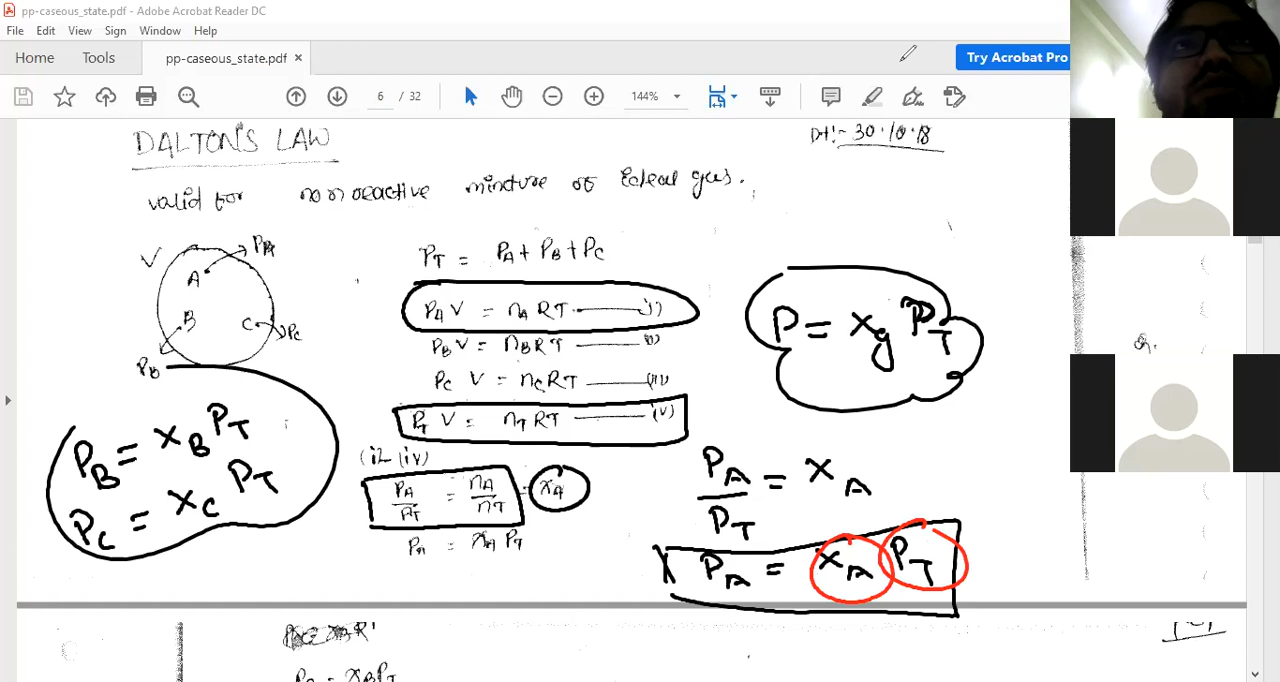 pp-caseous_state.pdf - Adobe Acrobat Reader DC
File Edit View Sign Window Help
Home Tools pp-caseous_state.pdf × Try Acrobat Pro
6 / 32 144%
DALTON'S LAW
Dt:- 30.10.18
valid for nonreactive mixture of Ideal gas.
V A PA
B C PC
PB
PT = PA + PB + PC
PA V = nA RT (i)
PB V = nB RT (ii)
PC V = nC RT (iii)
PT V = nT RT (iv)
(i)/(iv)
PA/PT = nA/nT = xA
PA = xA PT
P = xg PT
PB = xB PT
PC = xC PT
PA/PT = xA
PA = xA PT
PB = xB PT